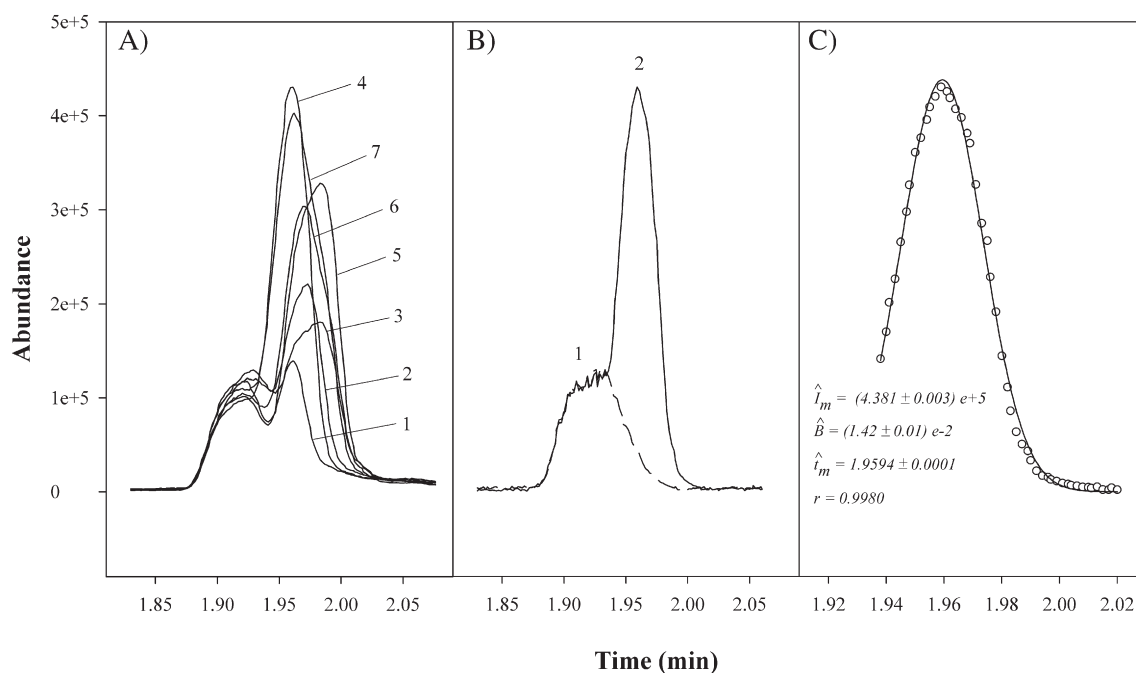 Abundance
5e+5
4e+5
3e+5
2e+5
1e+5
0
A)
4
7
6
5
3
2
1
1.85
1.90
1.95
2.00
2.05
B)
2
1
1.85
1.90
1.95
2.00
2.05
C)
Îm = (4.381 ± 0.003) e+5
B̂ = (1.42 ± 0.01) e-2
t̂m = 1.9594 ± 0.0001
r = 0.9980
1.92
1.94
1.96
1.98
2.00
2.02
Time (min)